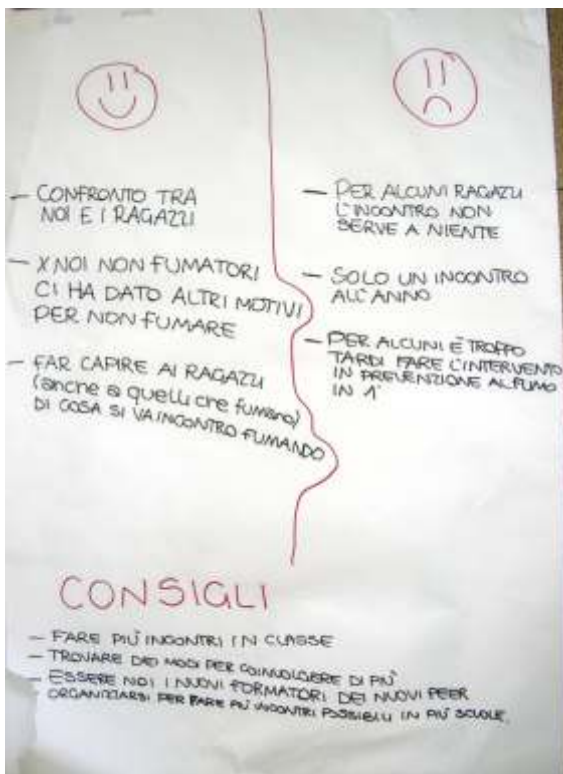 - CONFRONTO TRA
NOI E I RAGAZZI
- X NOI NON FUMATORI
CI HA DATO ALTRI MOTIVI
PER NON FUMARE
- FAR CAPIRE AI RAGAZZI
(anche a quelli che fumano)
DI COSA SI VA INCONTRO FUMANDO
- PER ALCUNI RAGAZZI
L'INCONTRO NON
SERVE A NIENTE
- SOLO UN INCONTRO
ALL'ANNO
- PER ALCUNI È TROPPO
TARDI FARE L'INTERVENTO
IN PREVENZIONE AL FUMO
IN 1°
CONSIGLI
- FARE PIÙ INCONTRI IN CLASSE
- TROVARE DEI MODI PER COINVOLGERE DI PIÙ
- ESSERE NOI I NUOVI FORMATORI DEI NUOVI PEER
ORGANIZZARSI PER FARE PIÙ INCONTRI POSSIBILI IN PIÙ SCUOLE.